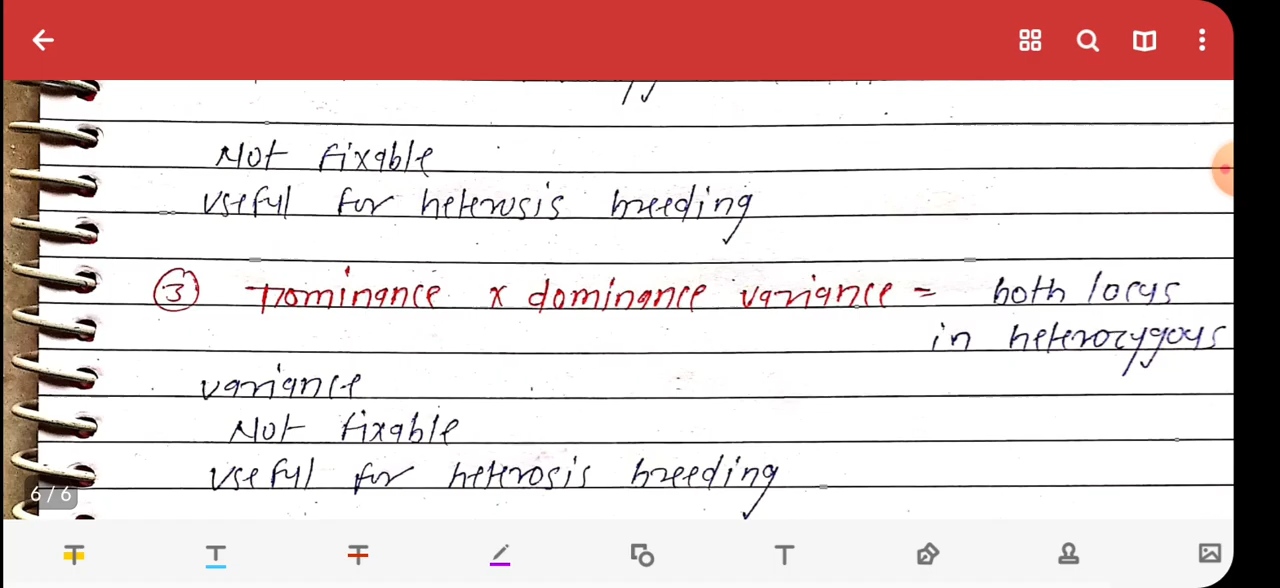 Not fixable
useful for heterosis breeding
③ Dominance x dominance variance = both locus
in heterozygous
variance
Not fixable
useful for heterosis breeding
6 / 6
T
T
T
T